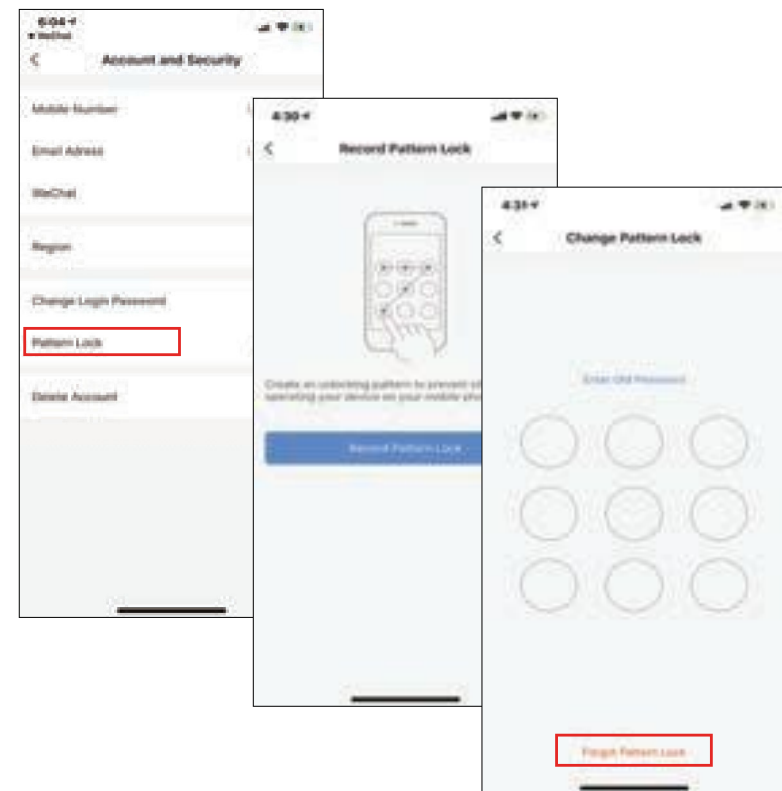 6:04
WeChat
Account and Security
Mobile Number
Email Adress
WeChat
Region
Change Login Password
Pattern Lock
Delete Account
4:30
Record Pattern Lock
Create an unlocking pattern to prevent
operating your device on your mobile
Record Pattern Lock
4:31
Change Pattern Lock
Enter Old Password
Forgot Pattern Lock